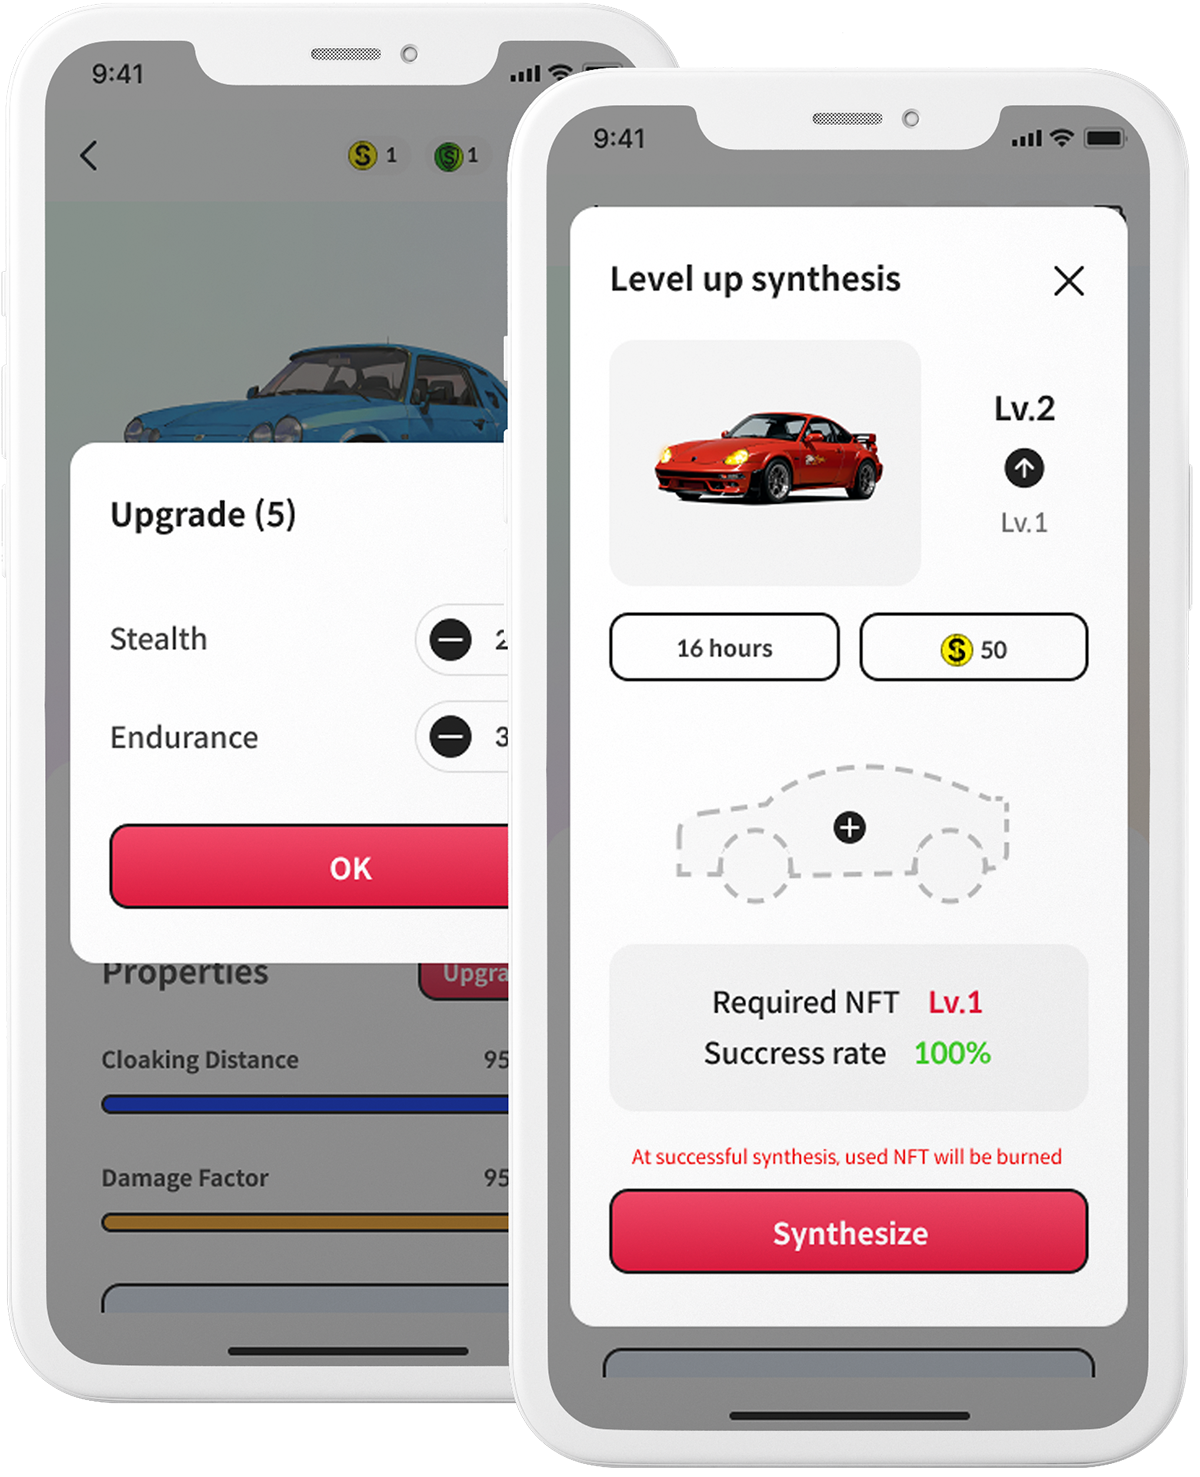 9:41
1
1
Upgrade (5)
Stealth
2
Endurance
3
OK
Properties
Upgra
Cloaking Distance
95
Damage Factor
95
9:41
Level up synthesis
Lv.2
Lv.1
16 hours
50
Required NFT Lv.1
Succress rate 100%
At successful synthesis, used NFT will be burned
Synthesize